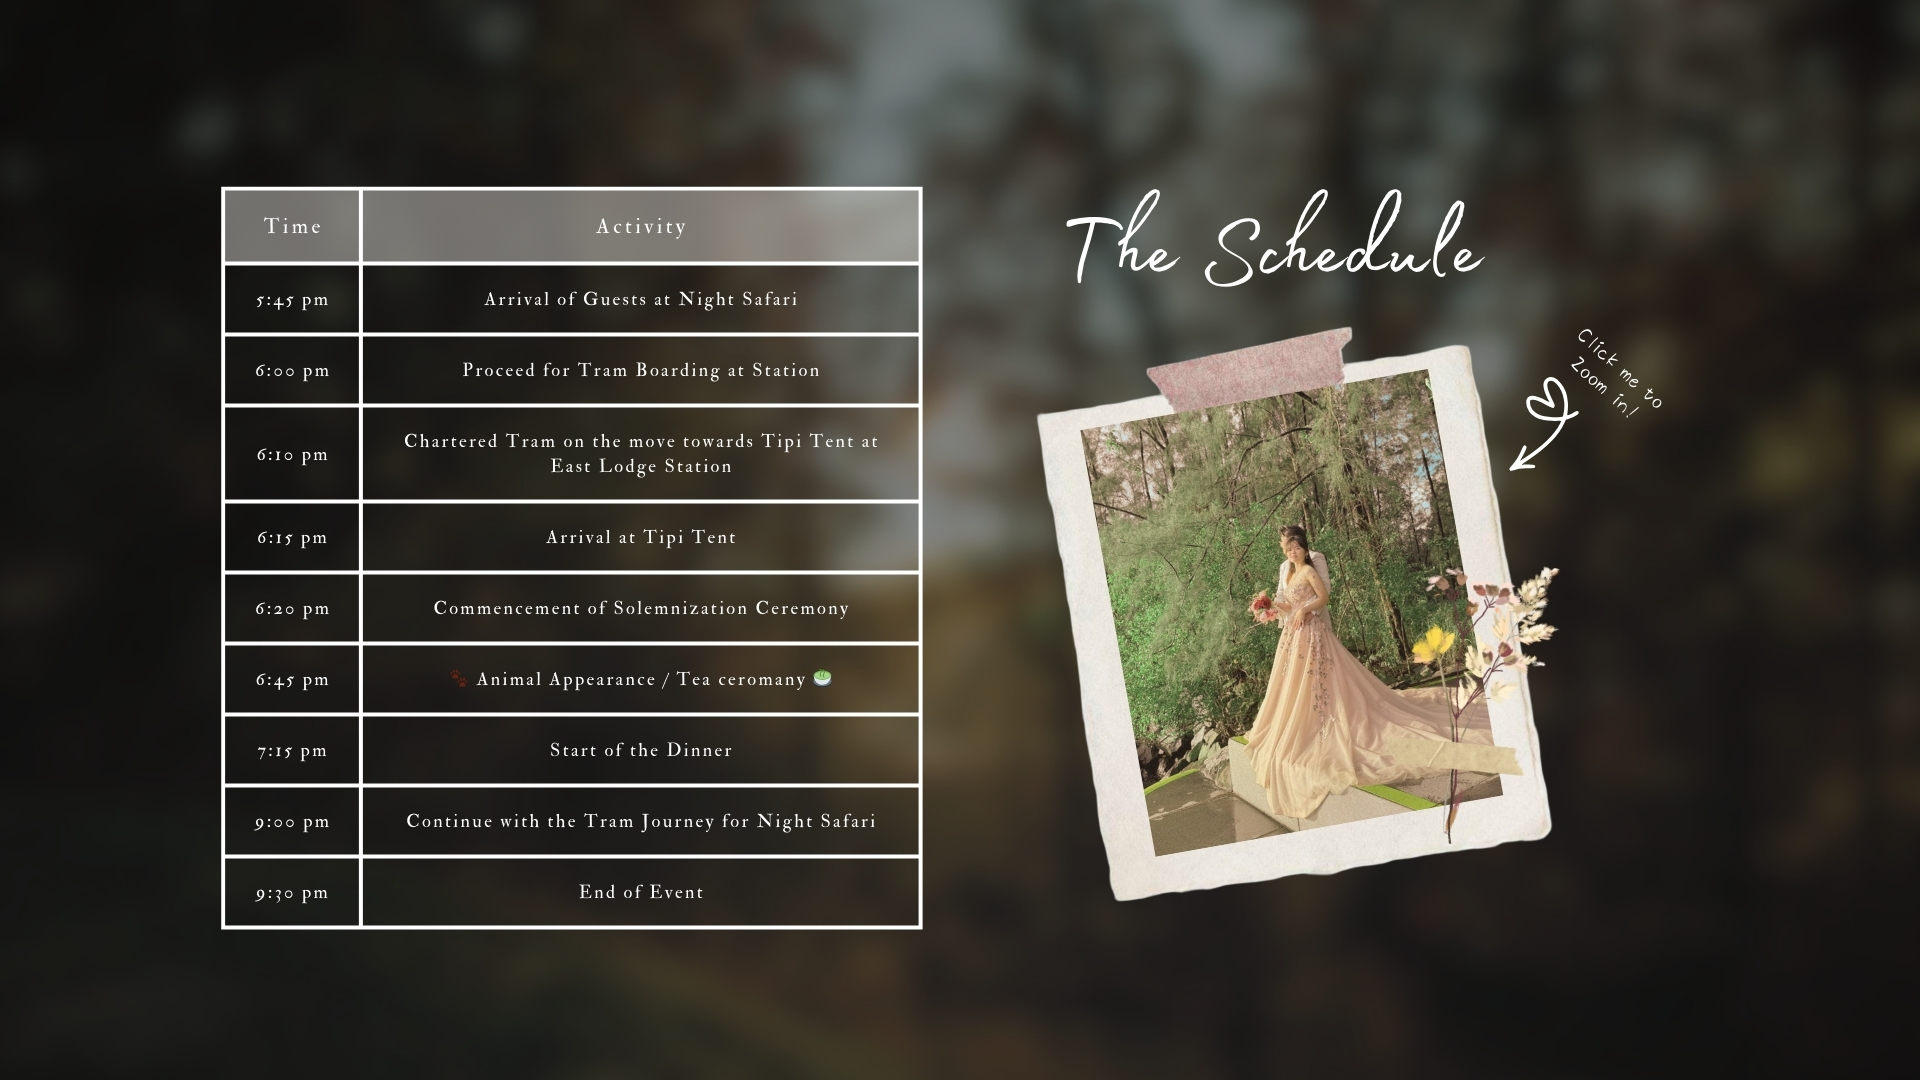 The Schedule
Time Activity
5:45 pm Arrival of Guests at Night Safari
6:00 pm Proceed for Tram Boarding at Station
6:10 pm Chartered Tram on the move towards Tipi Tent at
East Lodge Station
6:15 pm Arrival at Tipi Tent
6:20 pm Commencement of Solemnization Ceremony
6:45 pm 🐾 Animal Appearance / Tea ceromany 🍵
7:15 pm Start of the Dinner
9:00 pm Continue with the Tram Journey for Night Safari
9:30 pm End of Event
Click me to
Zoom in!